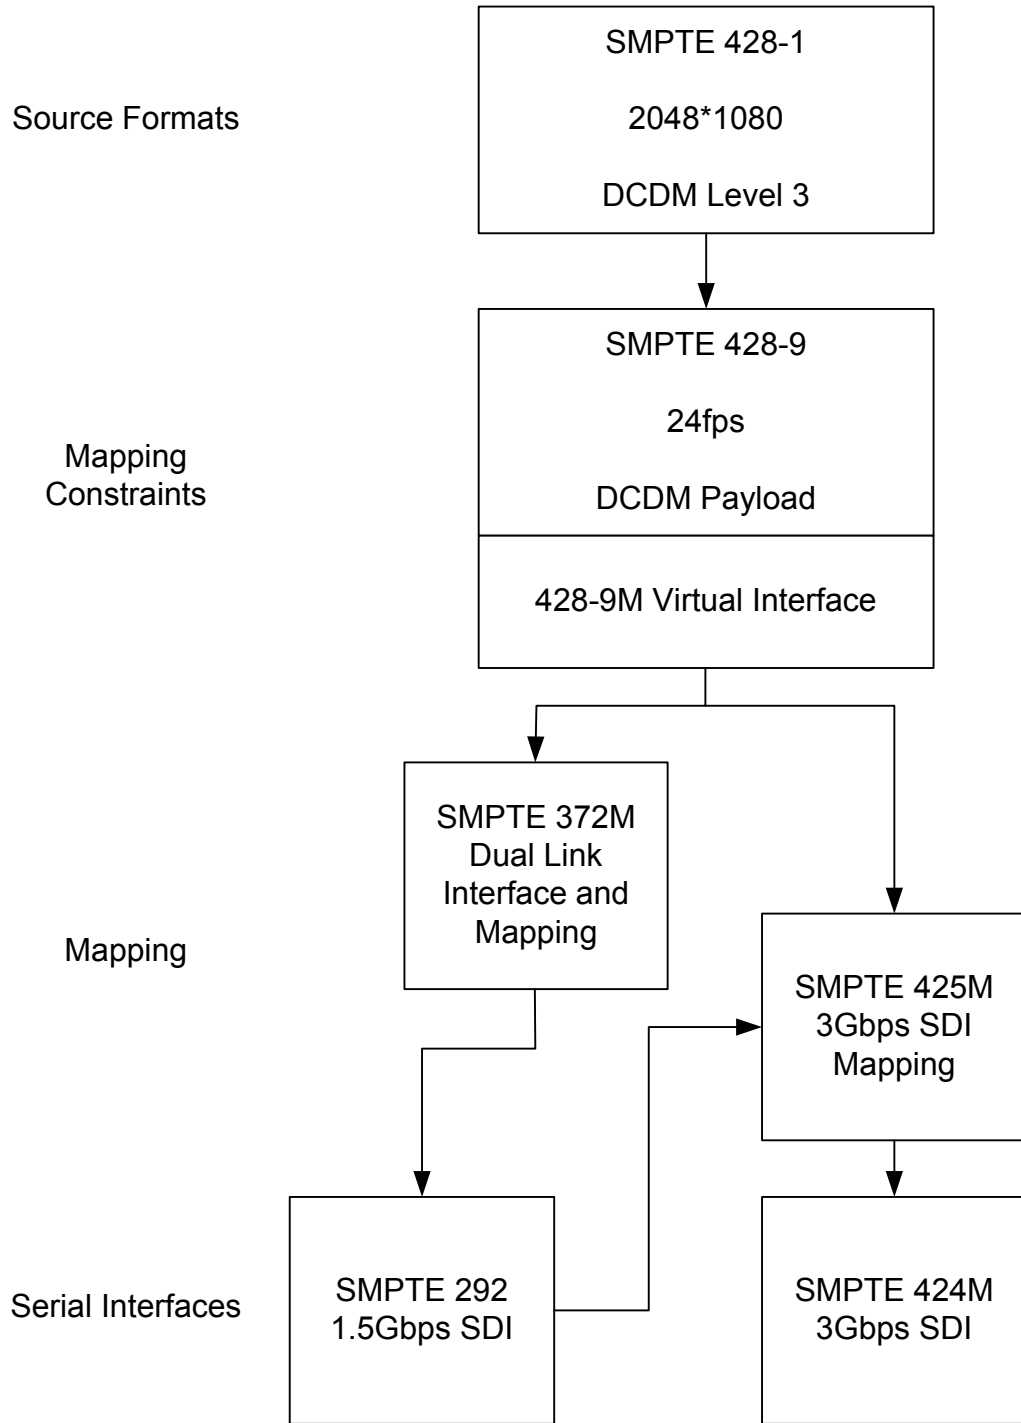 SMPTE 428-1
Source Formats
2048*1080
DCDM Level 3
SMPTE 428-9
24fps
Mapping
Constraints
DCDM Payload
428-9M Virtual Interface
SMPTE 372M
Dual Link
Interface and
Mapping
Mapping
SMPTE 425M
3Gbps SDI
Mapping
Serial Interfaces
SMPTE 292
1.5Gbps SDI
SMPTE 424M
3Gbps SDI